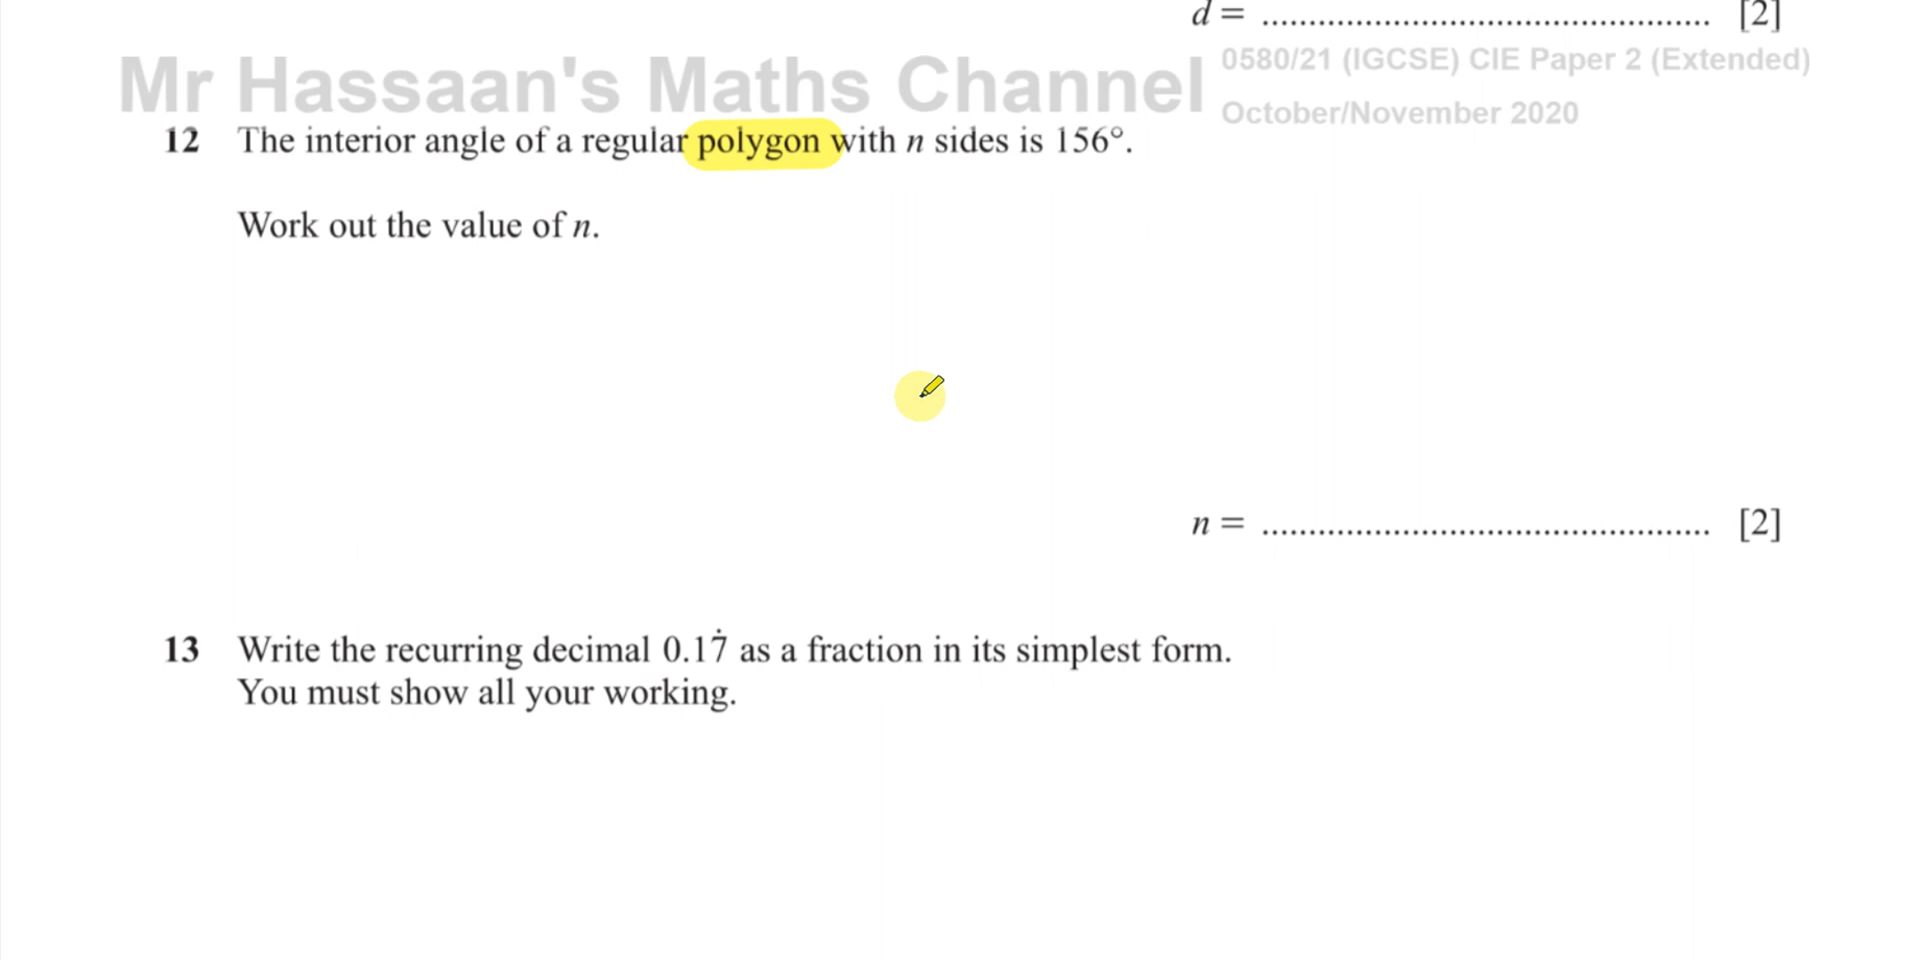 d = ................................................ [2]
Mr Hassaan's Maths Channel
0580/21 (IGCSE) CIE Paper 2 (Extended)
October/November 2020
12 The interior angle of a regular polygon with n sides is 156°.
Work out the value of n.
n = ................................................ [2]
13 Write the recurring decimal 0.17̇ as a fraction in its simplest form.
You must show all your working.